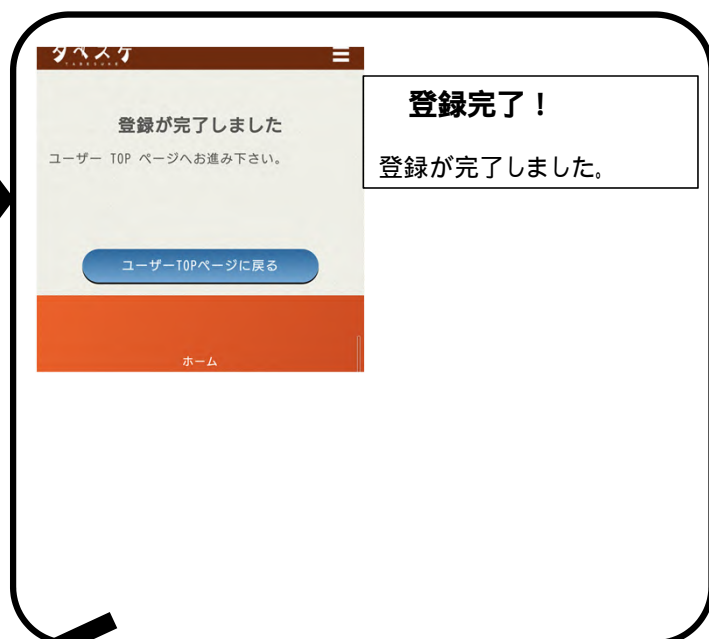 タベスケ
登録が完了しました
ユーザー TOP ページへお進み下さい。
ユーザーTOPページに戻る
ホーム
登録完了！
登録が完了しました。